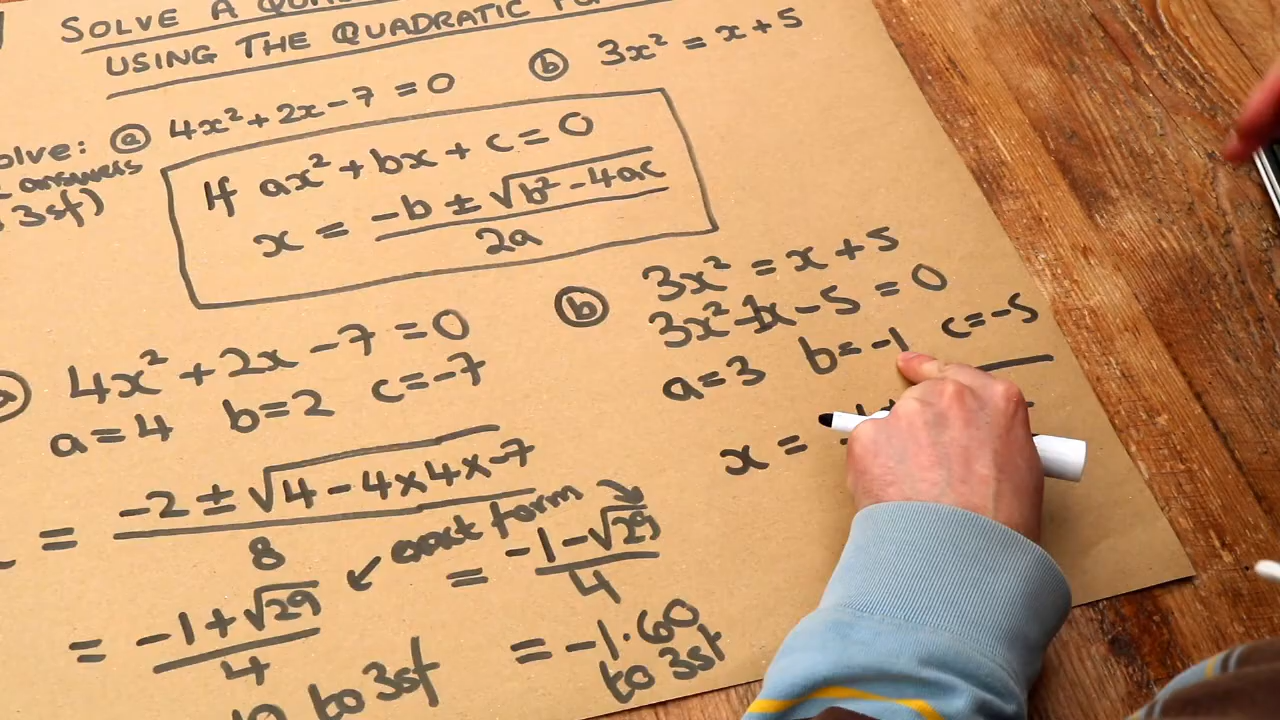 SOLVE A
USING THE QUADRATIC
olve: (a) 4x² + 2x - 7 = 0
(b) 3x² = x + 5
answers
3sf)
If ax² + bx + c = 0
x = (-b ± √(b² - 4ac))/2a
4x² + 2x - 7 = 0
a = 4 b = 2 c = -7
= (-2 ± √(4 - 4 × 4 × -7))/8
= (-1 + √29)/4 ↙ exact form ↘ = (-1 - √29)/4
to 3sf
= -1.60
to 3sf
(b) 3x² = x + 5
3x² - 1x - 5 = 0
a = 3 b = -1 c = -5
x =